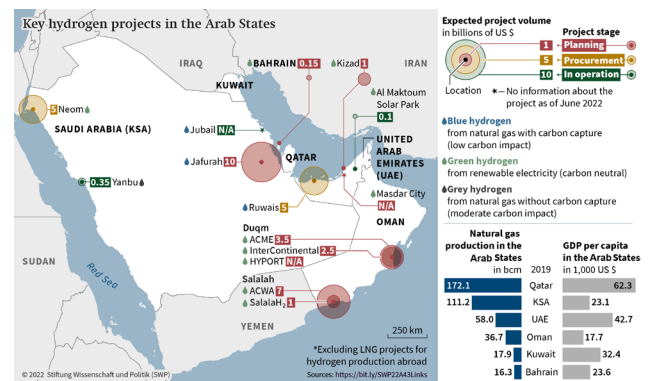 Key hydrogen projects in the Arab States
IRAQ
BAHRAIN 0.15
Kizad 1
IRAN
KUWAIT
Al Maktoum
Solar Park
0.1
5 Neom
SAUDI ARABIA (KSA)
Jubail N/A
UNITED
ARAB
EMIRATES
(UAE)
Jafurah 10
QATAR
0.35 Yanbu
Masdar City
N/A
Ruwais 5
OMAN
Duqm
ACME 3.5
InterContinental 2.5
HYPORT N/A
SUDAN
Red Sea
Salalah
ACWA 7
SalalaH₂ 1
YEMEN
250 km
*Excluding LNG projects for
hydrogen production abroad
© 2022 Stiftung Wissenschaft und Politik (SWP)
Sources: https://bit.ly/SWP22A43Links
Expected project volume
in billions of US $
Project stage
1 Planning
5 Procurement
10 In operation
Location
★— No information about the
project as of June 2022
Blue hydrogen
from natural gas with carbon capture
(low carbon impact)
Green hydrogen
from renewable electricity (carbon neutral)
Grey hydrogen
from natural gas without carbon capture
(moderate carbon impact)
Natural gas
production in the
Arab States
in bcm
2019
GDP per capita
in the Arab States
in 1,000 US $
172.1 Qatar 62.3
111.2 KSA 23.1
58.0 UAE 42.7
36.7 Oman 17.7
17.9 Kuwait 32.4
16.3 Bahrain 23.6